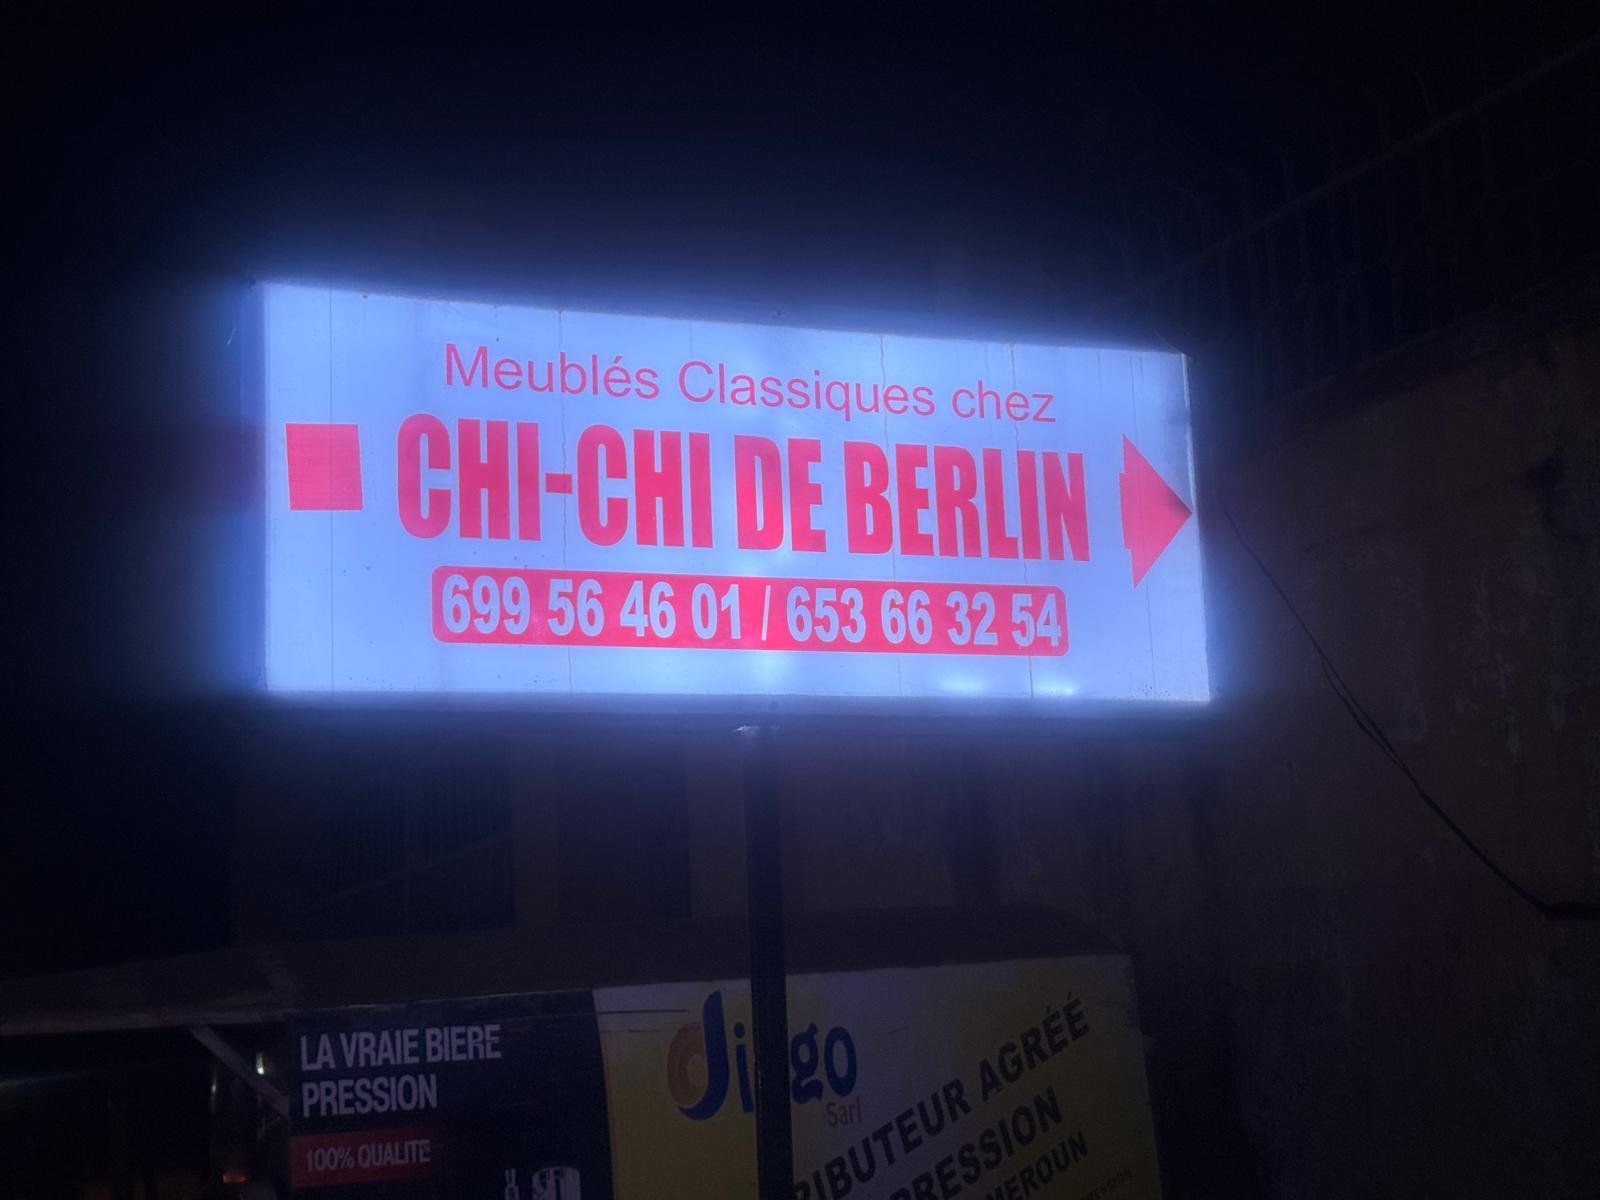 Meublés Classiques chez
CHI-CHI DE BERLIN
699 56 46 01 / 653 66 32 54
LA VRAIE BIERE
PRESSION
100% QUALITE
Sarl
AGRÉÉ